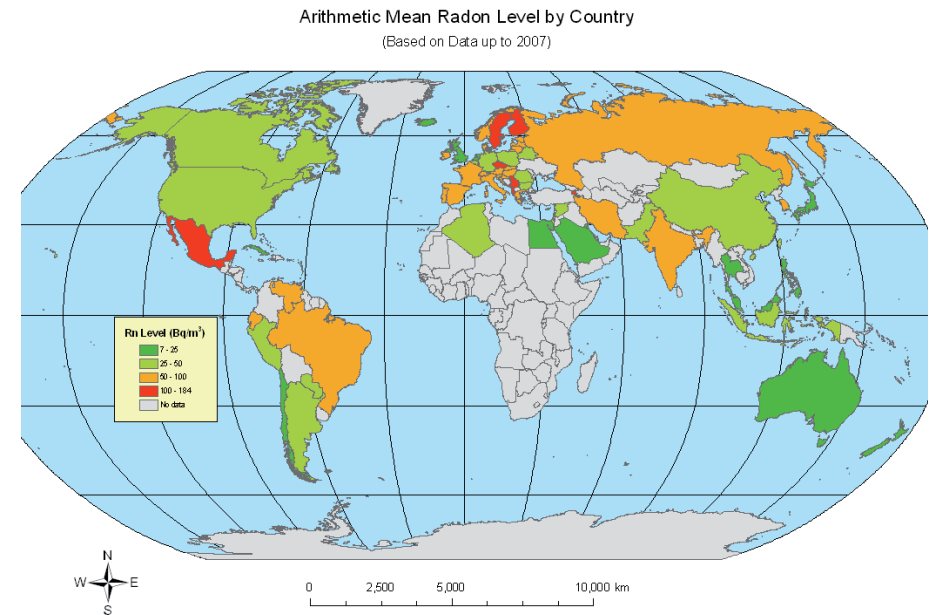 Arithmetic Mean Radon Level by Country
(Based on Data up to 2007)
Rn Level (Bq/m³)
7 - 25
25 - 50
50 - 100
100 - 184
No data
N
W E
S
0 2,500 5,000 10,000 km